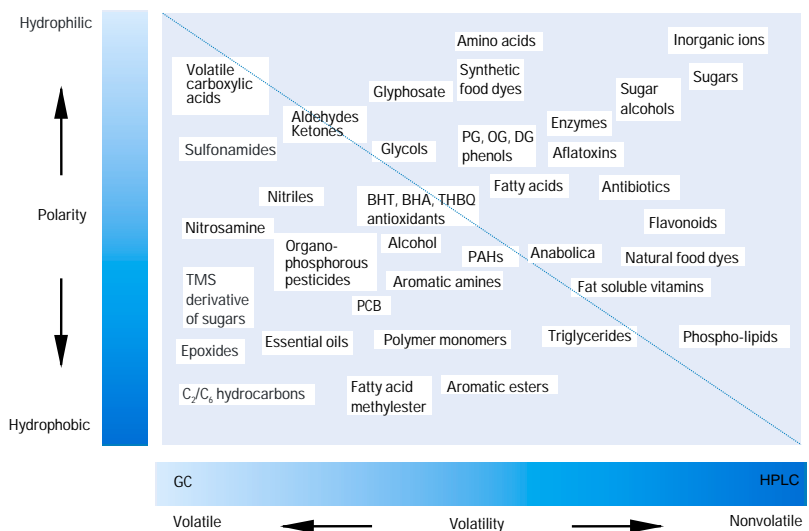 Hydrophilic
Amino acids
Inorganic ions
Volatile
carboxylic
acids
Synthetic
food dyes
Sugars
Glyphosate
Sugar
alcohols
Aldehydes
Ketones
Enzymes
Sulfonamides
Glycols
PG, OG, DG
phenols
Aflatoxins
Nitriles
BHT, BHA, THBQ
antioxidants
Fatty acids
Antibiotics
Polarity
Nitrosamine
Flavonoids
Organo-
phosphorous
pesticides
Alcohol
PAHs
Anabolica
Natural food dyes
TMS
derivative
of sugars
Aromatic amines
Fat soluble vitamins
PCB
Epoxides
Essential oils
Polymer monomers
Triglycerides
Phospho-lipids
C2/C6 hydrocarbons
Fatty acid
methylester
Aromatic esters
Hydrophobic
GC
HPLC
Volatile
Volatility
Nonvolatile